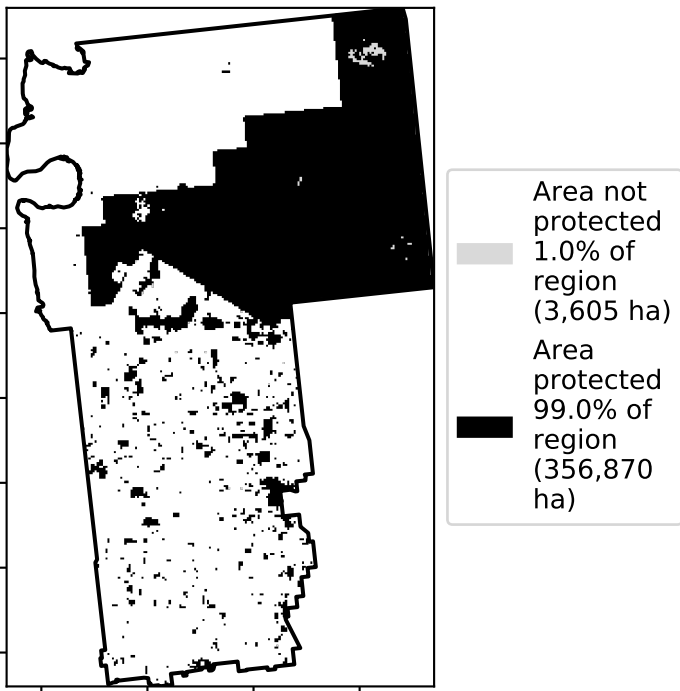 Area not
protected
1.0% of
region
(3,605 ha)
Area
protected
99.0% of
region
(356,870
ha)